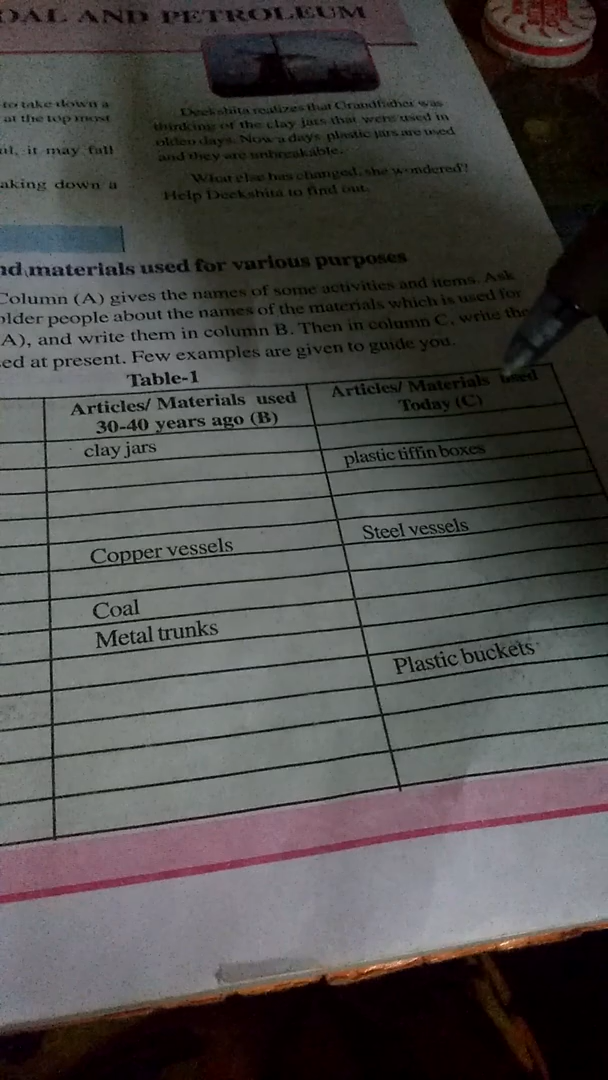 OAL AND PETROLEUM
to take down a
at the top most
il, it may fall
aking down a
Deekshita realizes that Grandfather was
thinking of the clay jars that were used in
olden days. Now a days plastic jars are used
and they are unbreakable.
What else has changed, she wondered?
Help Deekshita to find out.
nd materials used for various purposes
Column (A) gives the names of some activities and items. Ask
older people about the names of the materials which is used for
A), and write them in column B. Then in column C, write the
ed at present. Few examples are given to guide you.
Table-1
Articles/ Materials used
30-40 years ago (B)
Articles/ Materials used
Today (C)
clay jars
plastic tiffin boxes
Copper vessels
Steel vessels
Coal
Metal trunks
Plastic buckets